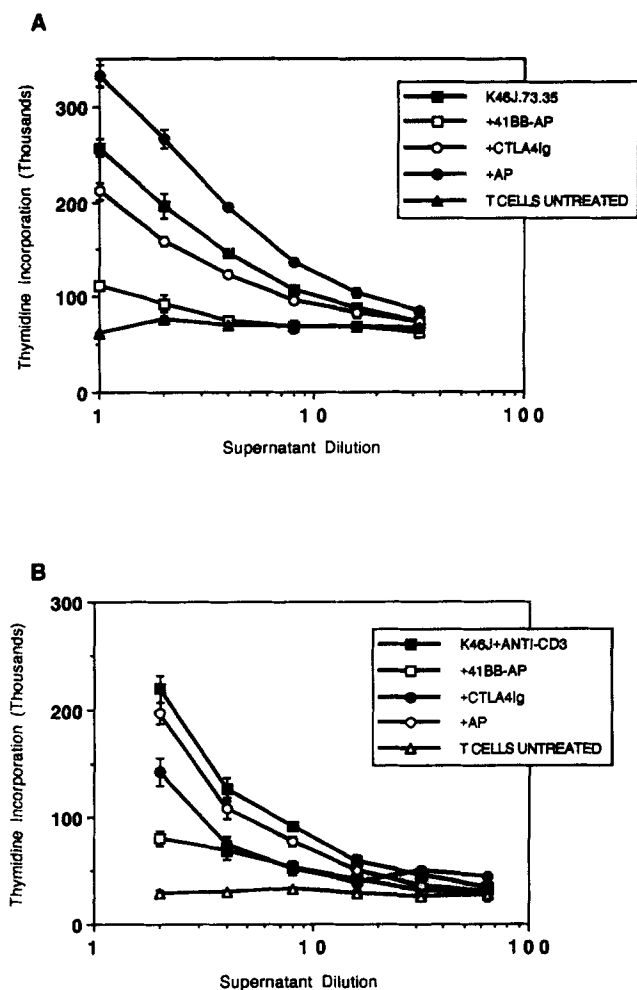 A
Thymidine Incorporation (Thousands)
300
200
100
0
1
10
100
Supernatant Dilution
K46J.73.35
+41BB-AP
+CTLA4Ig
+AP
T CELLS UNTREATED
B
Thymidine Incorporation (Thousands)
300
200
100
0
1
10
100
Supernatant Dilution
K46J+ANTI-CD3
+41BB-AP
+CTLA4Ig
+AP
T CELLS UNTREATED